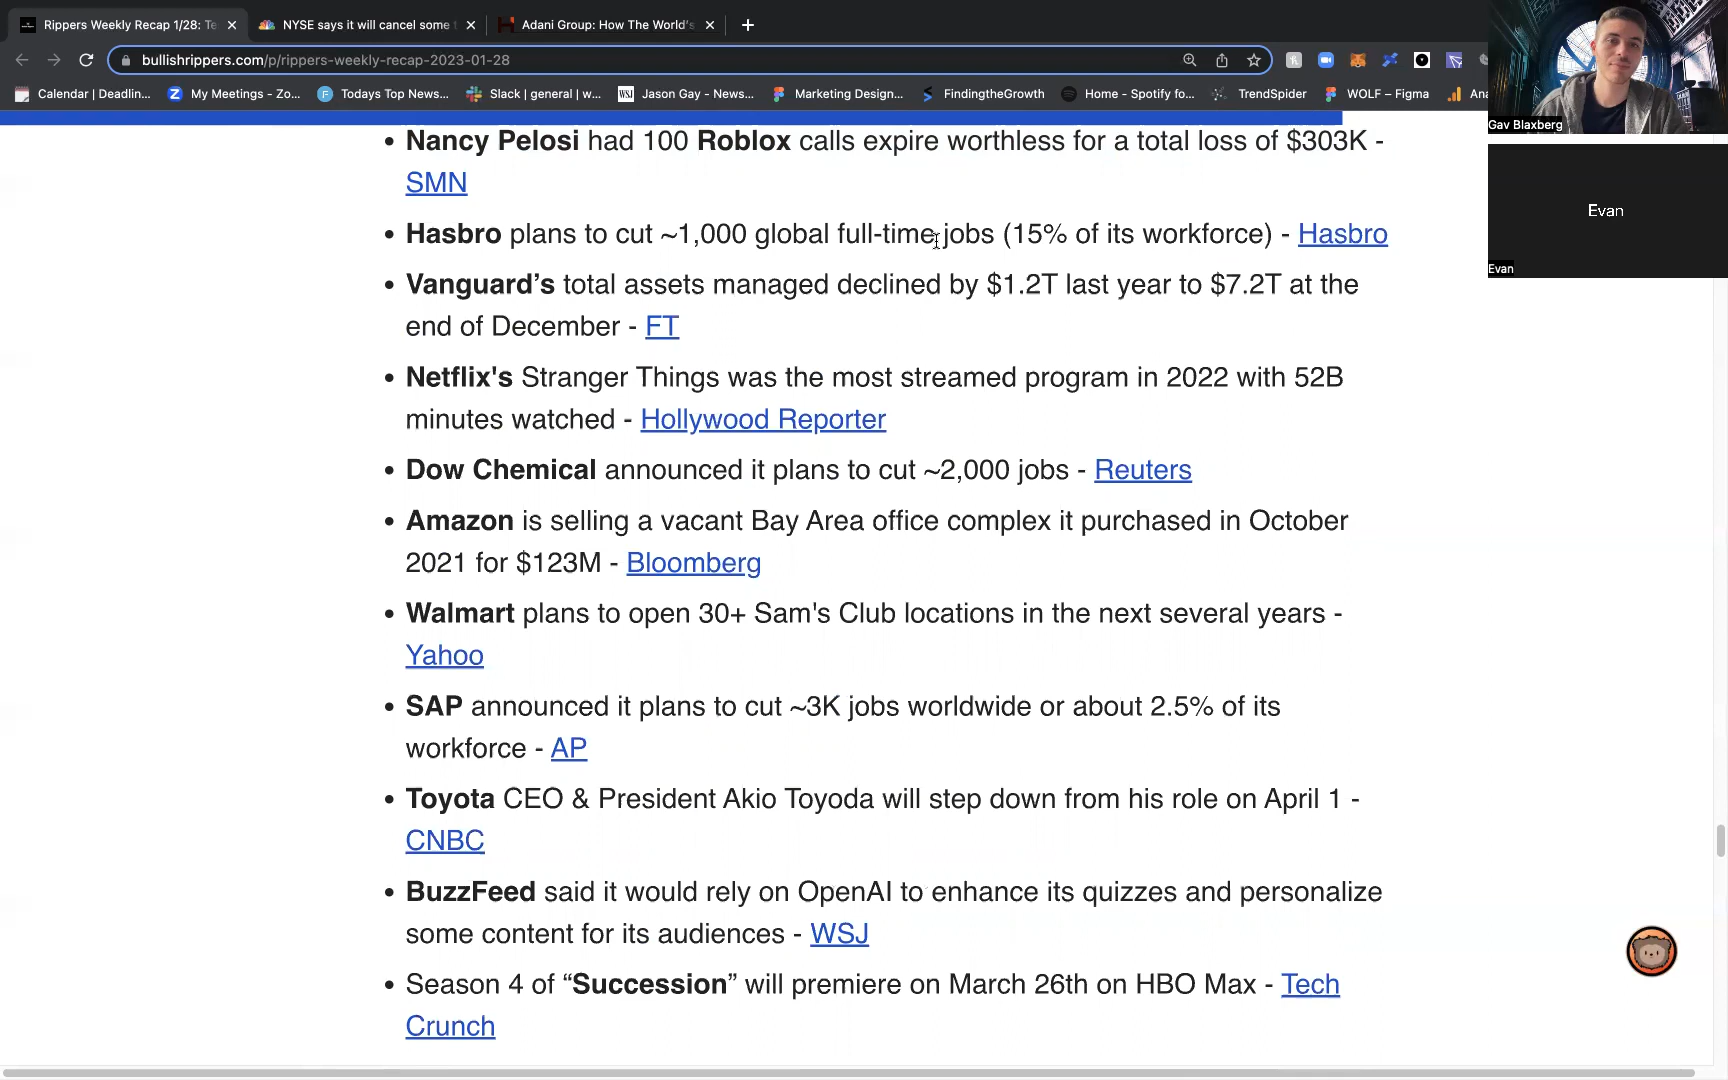 Rippers Weekly Recap 1/28: Te
NYSE says it will cancel some t
Adani Group: How The World's
bullishrippers.com/p/rippers-weekly-recap-2023-01-28
Calendar | Deadlin...
My Meetings - Zo...
Todays Top News...
Slack | general | w...
WSJ
Jason Gay - News...
Marketing Design...
FindingtheGrowth
Home - Spotify fo...
TrendSpider
WOLF – Figma
Ana
Gav Blaxberg
Evan
Evan
• Nancy Pelosi had 100 Roblox calls expire worthless for a total loss of $303K -
SMN
• Hasbro plans to cut ~1,000 global full-time jobs (15% of its workforce) - Hasbro
• Vanguard’s total assets managed declined by $1.2T last year to $7.2T at the
end of December - FT
• Netflix's Stranger Things was the most streamed program in 2022 with 52B
minutes watched - Hollywood Reporter
• Dow Chemical announced it plans to cut ~2,000 jobs - Reuters
• Amazon is selling a vacant Bay Area office complex it purchased in October
2021 for $123M - Bloomberg
• Walmart plans to open 30+ Sam's Club locations in the next several years -
Yahoo
• SAP announced it plans to cut ~3K jobs worldwide or about 2.5% of its
workforce - AP
• Toyota CEO & President Akio Toyoda will step down from his role on April 1 -
CNBC
• BuzzFeed said it would rely on OpenAI to enhance its quizzes and personalize
some content for its audiences - WSJ
• Season 4 of “Succession” will premiere on March 26th on HBO Max - Tech
Crunch